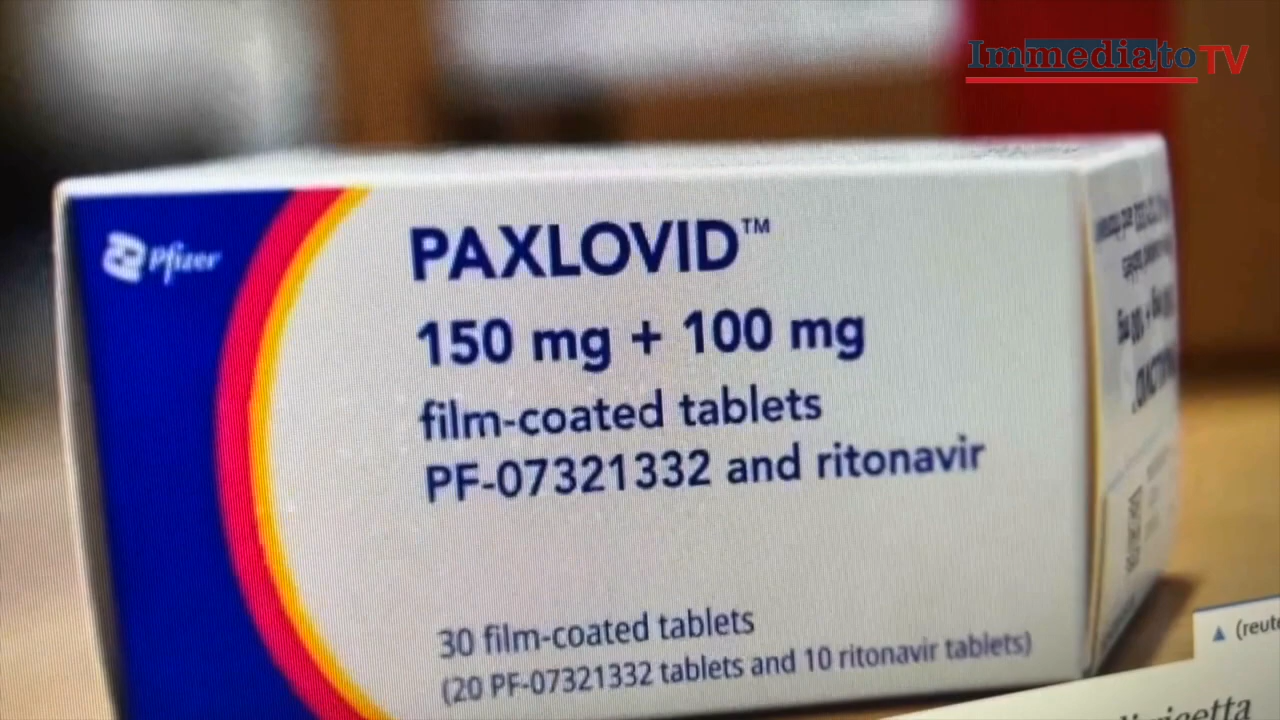 ImmediatoTV
Pfizer
PAXLOVID™
150 mg + 100 mg
film-coated tablets
PF-07321332 and ritonavir
30 film-coated tablets
(20 PF-07321332 tablets and 10 ritonavir tablets)
▲ (reute